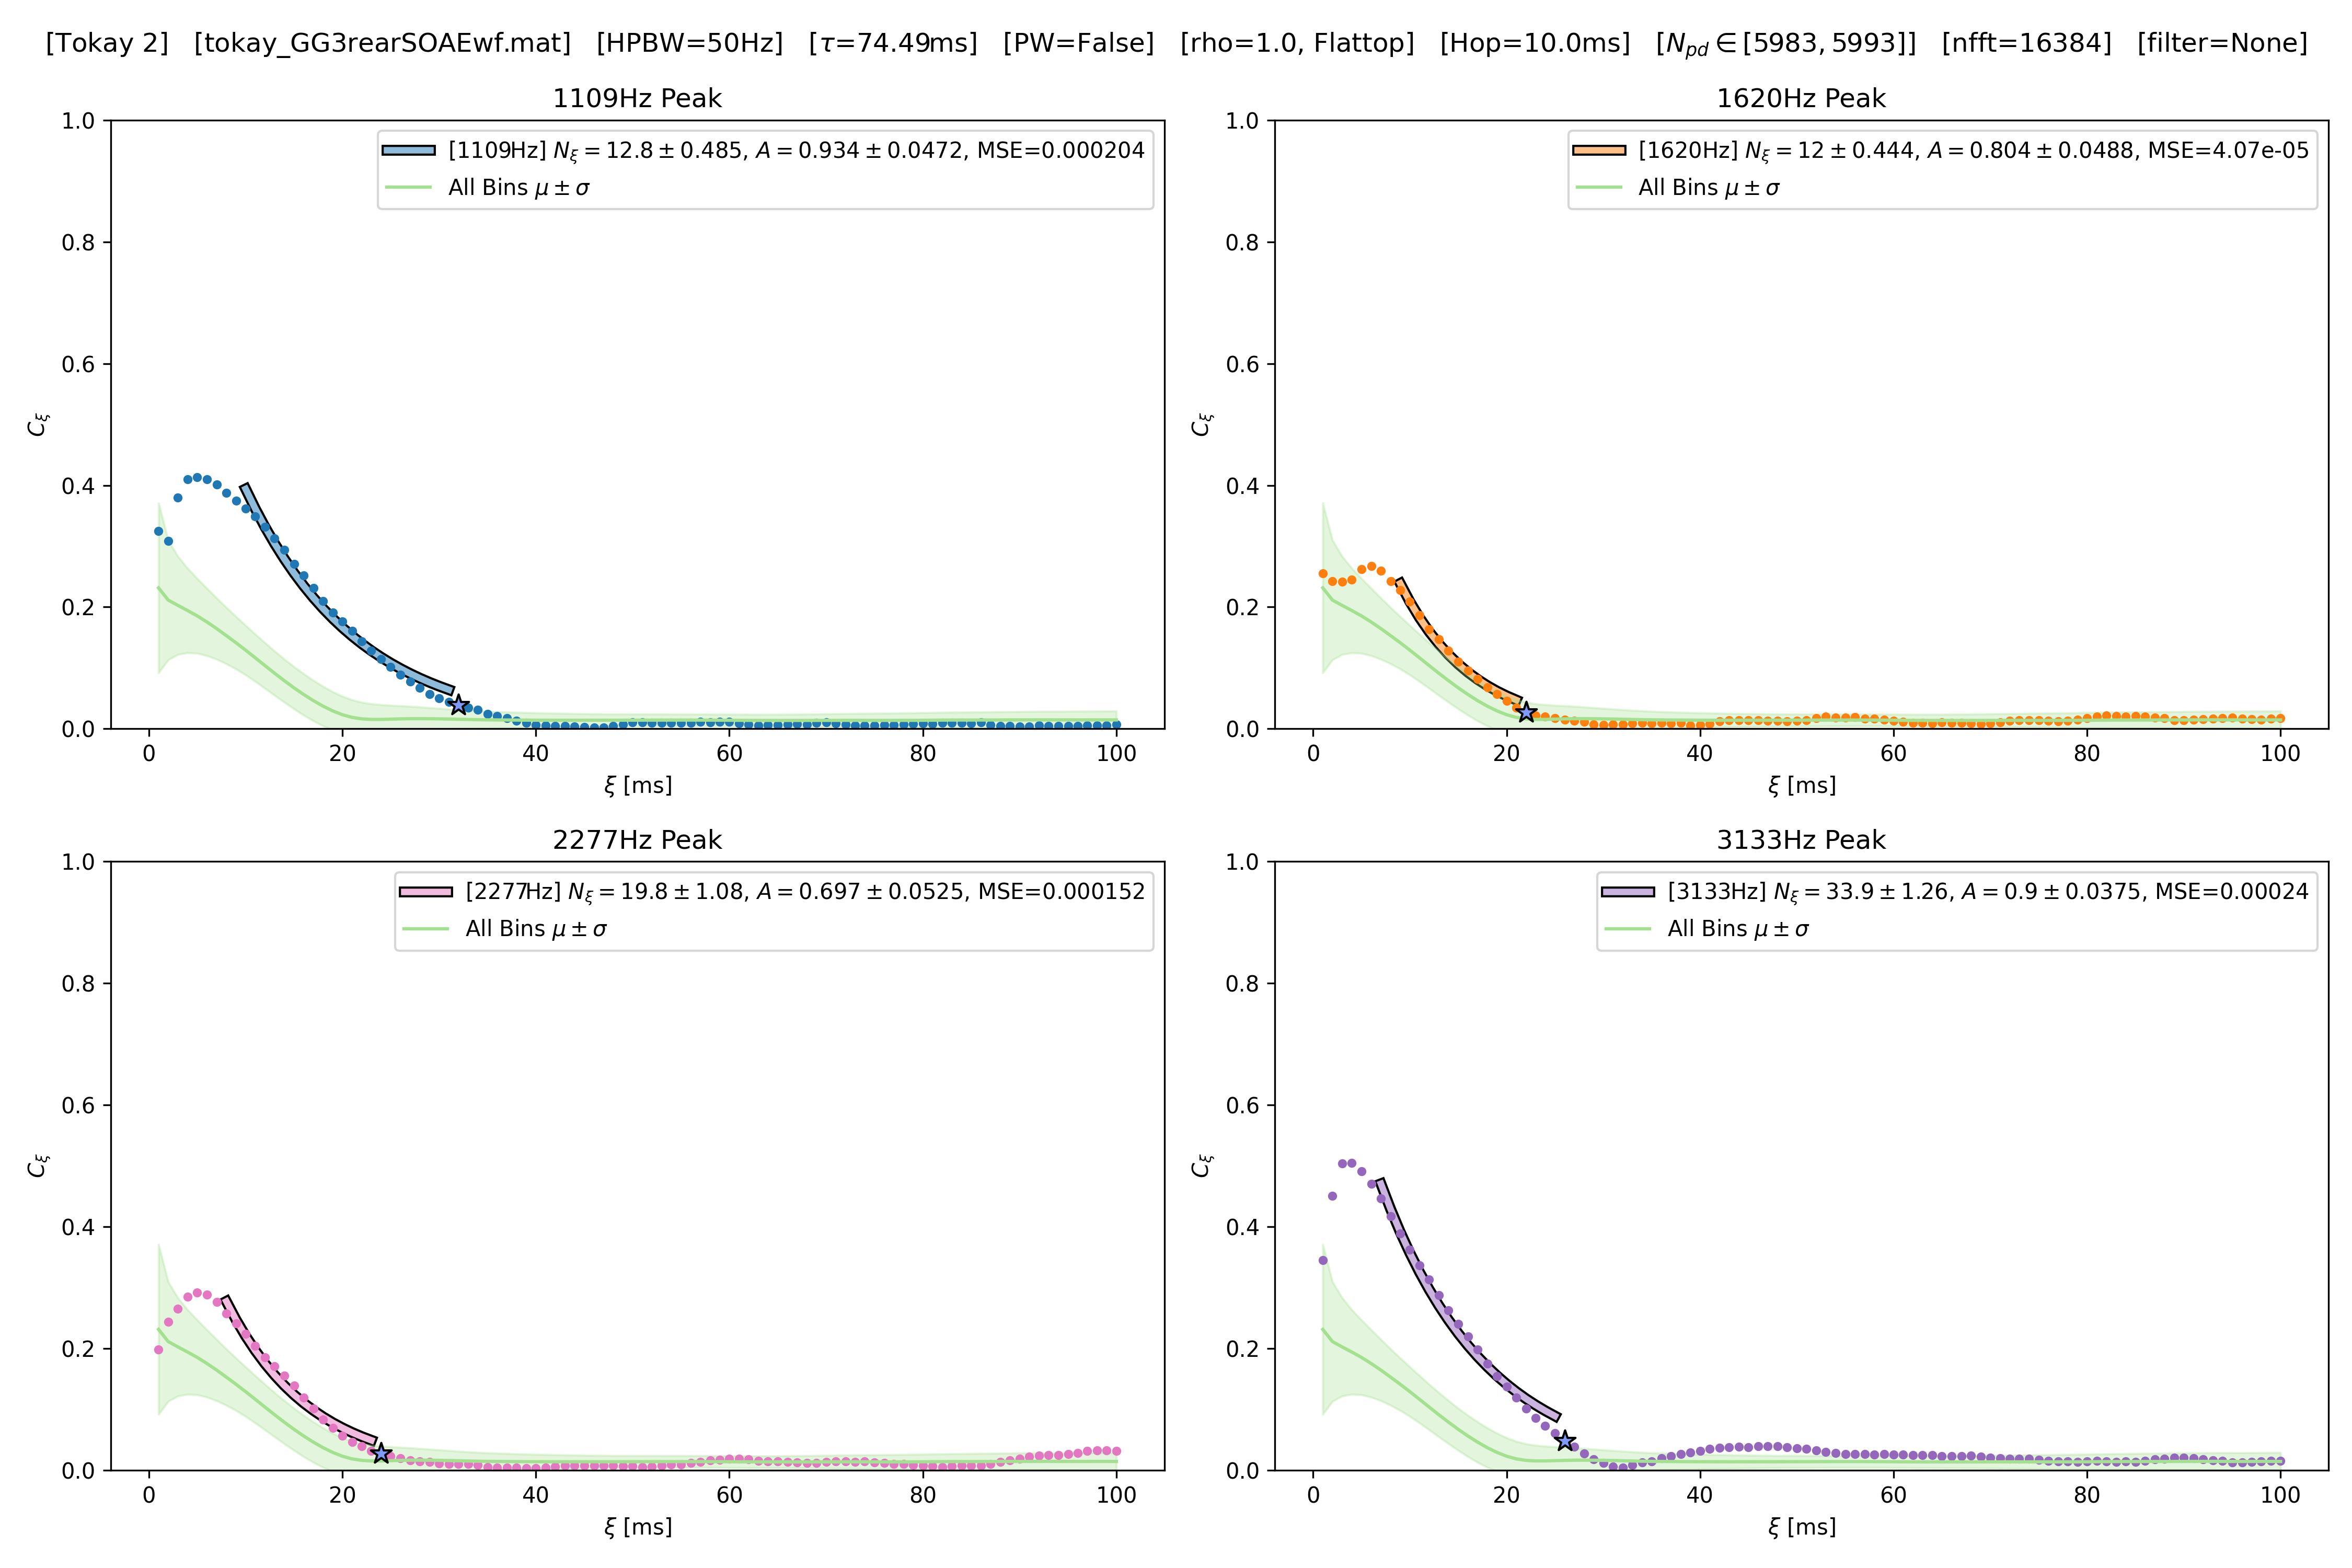 [Tokay 2] [tokay_GG3rearSOAEwf.mat] [HPBW=50Hz] [τ=74.49ms] [PW=False] [rho=1.0, Flattop] [Hop=10.0ms] [N_pd ∈ [5983, 5993]] [nfft=16384] [filter=None]
1109Hz Peak
1.0
0.8
0.6
0.4
0.2
0.0
C_ξ
[1109Hz] N_ξ = 12.8 ± 0.485, A = 0.934 ± 0.0472, MSE=0.000204
All Bins μ ± σ
0 20 40 60 80 100
ξ [ms]
1620Hz Peak
1.0
0.8
0.6
0.4
0.2
0.0
C_ξ
[1620Hz] N_ξ = 12 ± 0.444, A = 0.804 ± 0.0488, MSE=4.07e-05
All Bins μ ± σ
0 20 40 60 80 100
ξ [ms]
2277Hz Peak
1.0
0.8
0.6
0.4
0.2
0.0
C_ξ
[2277Hz] N_ξ = 19.8 ± 1.08, A = 0.697 ± 0.0525, MSE=0.000152
All Bins μ ± σ
0 20 40 60 80 100
ξ [ms]
3133Hz Peak
1.0
0.8
0.6
0.4
0.2
0.0
C_ξ
[3133Hz] N_ξ = 33.9 ± 1.26, A = 0.9 ± 0.0375, MSE=0.00024
All Bins μ ± σ
0 20 40 60 80 100
ξ [ms]